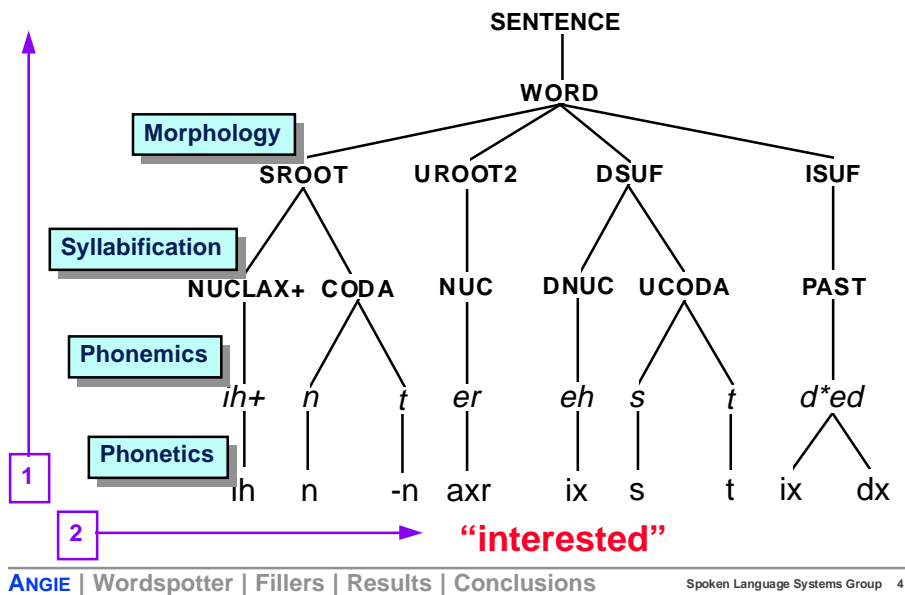 SENTENCE
WORD
Morphology
SROOT UROOT2 DSUF ISUF
Syllabification
NUCLAX+ CODA NUC DNUC UCODA PAST
Phonemics
ih+ n t er eh s t d*ed
Phonetics
1
ih n -n axr ix s t ix dx
2
“interested”
ANGIE | Wordspotter | Fillers | Results | Conclusions Spoken Language Systems Group 4